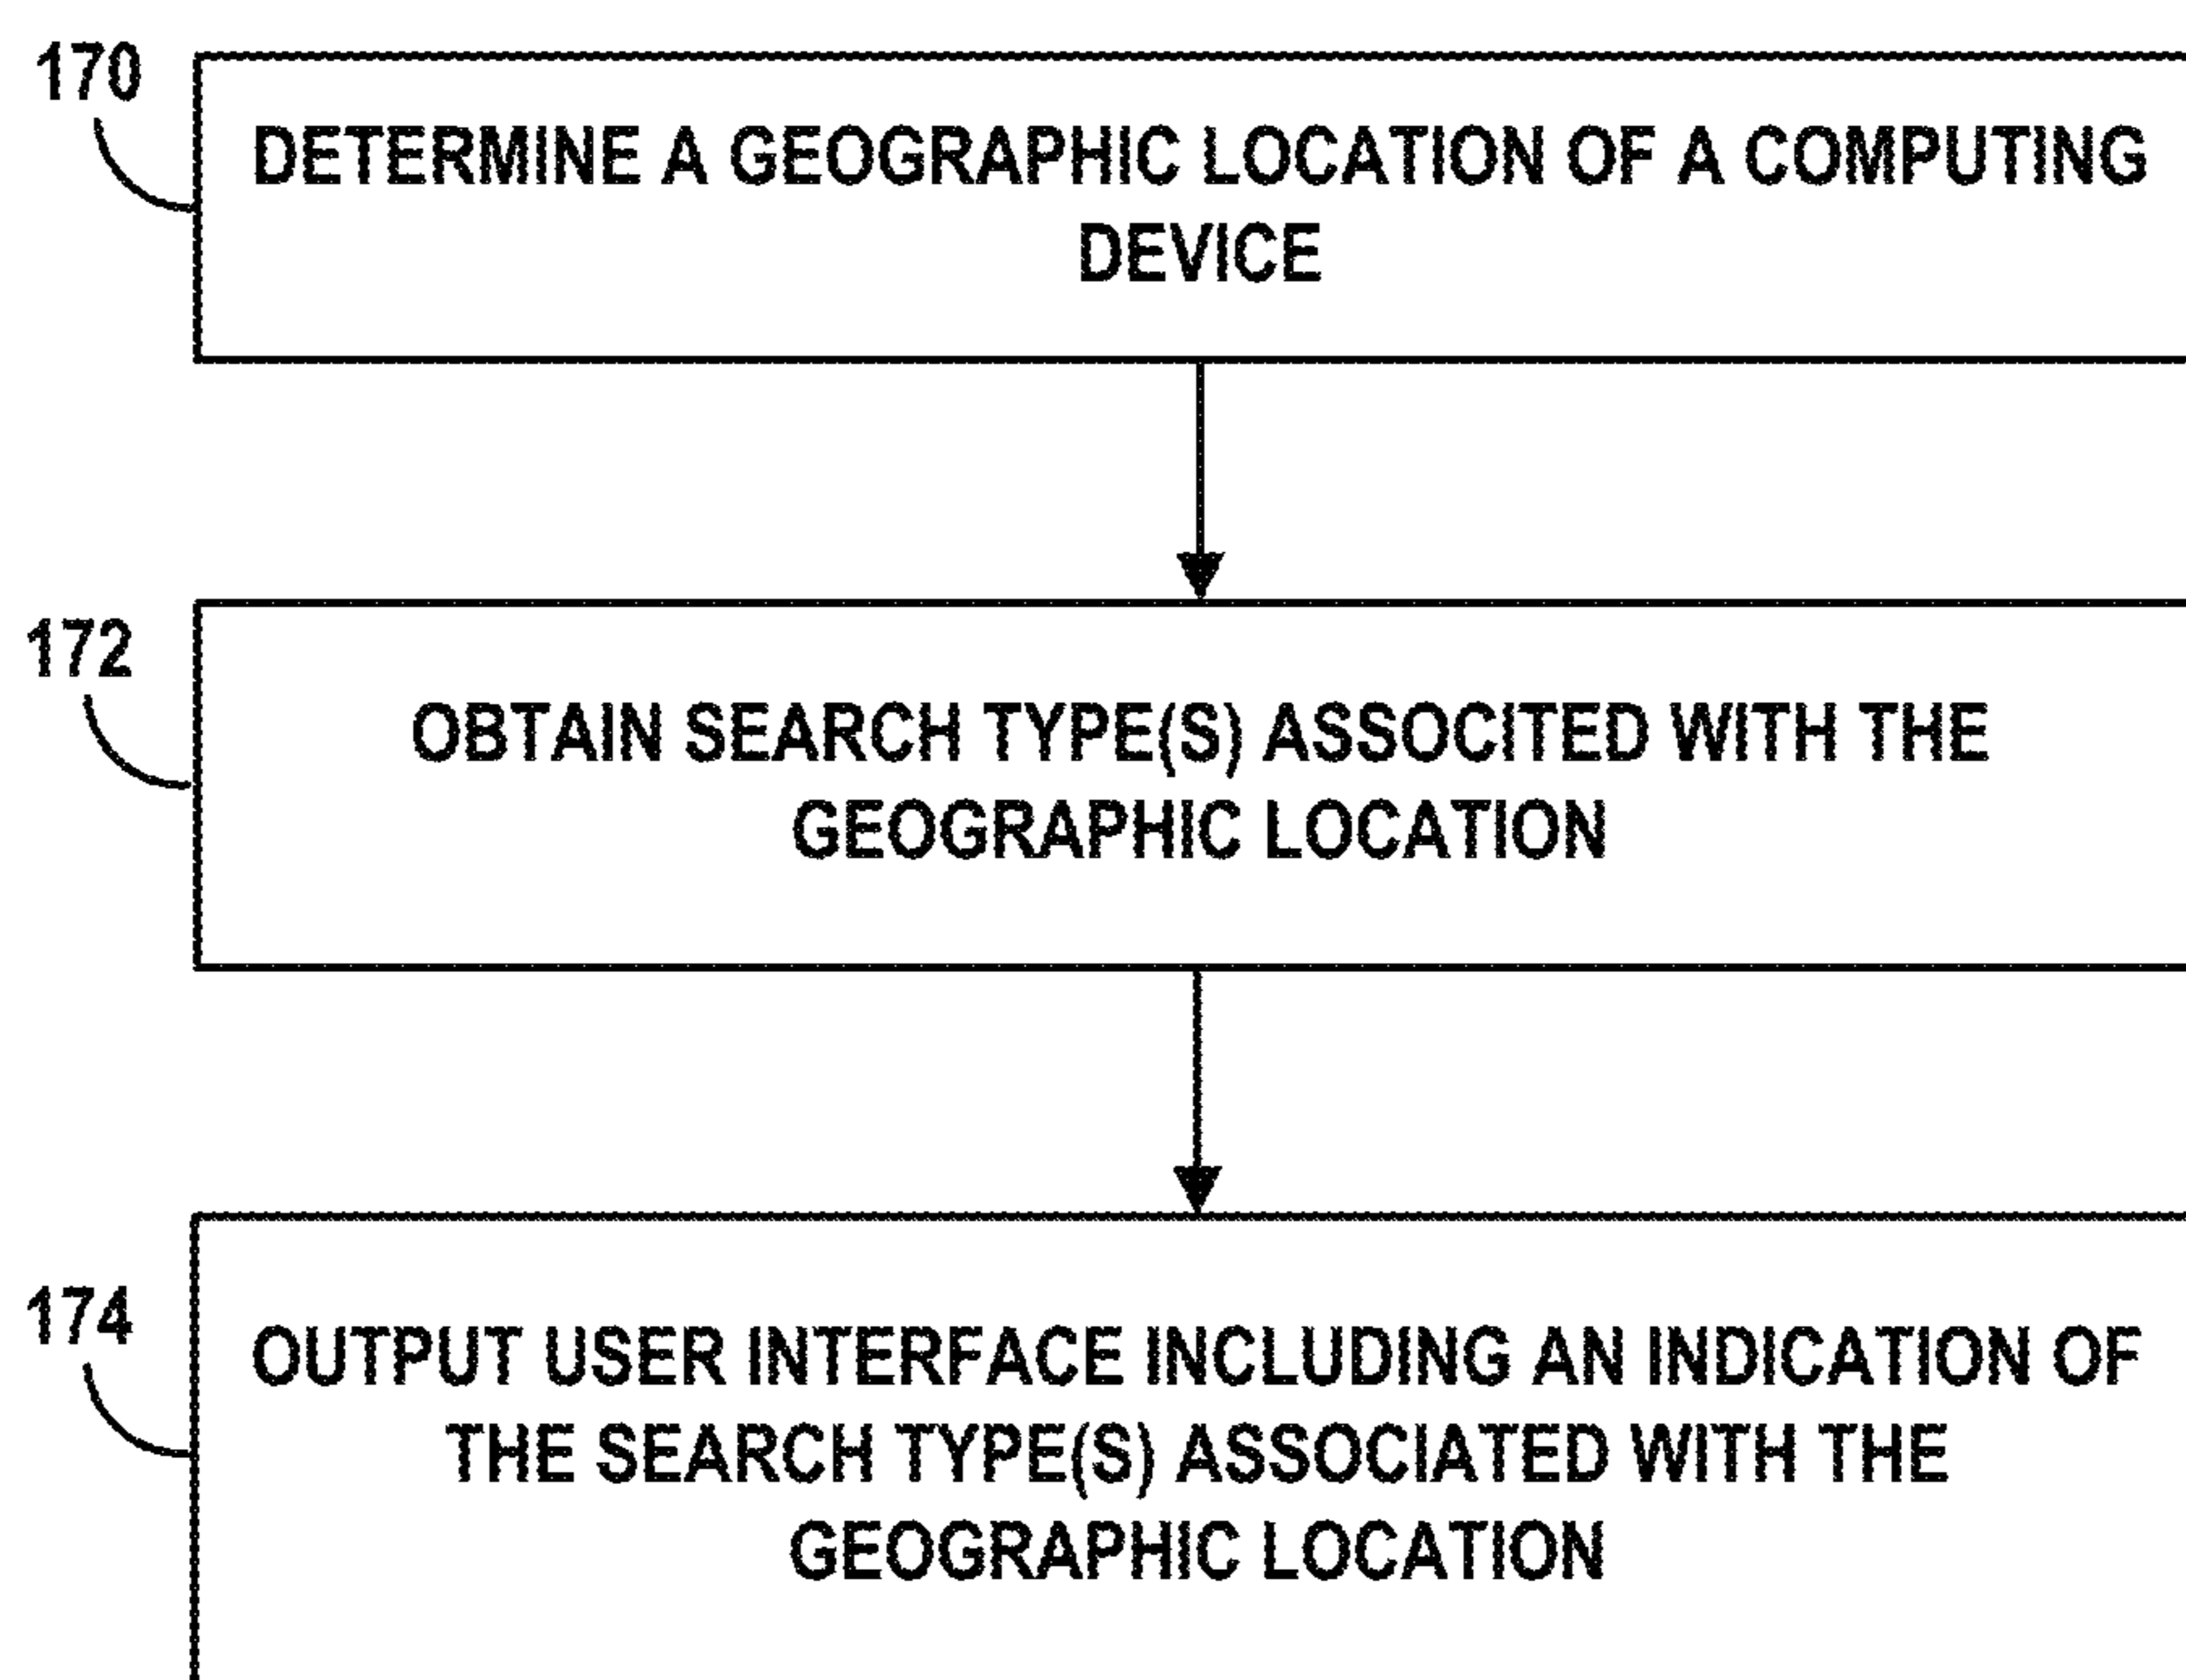 170
DETERMINE A GEOGRAPHIC LOCATION OF A COMPUTING
DEVICE
172
OBTAIN SEARCH TYPE(S) ASSOCITED WITH THE
GEOGRAPHIC LOCATION
174
OUTPUT USER INTERFACE INCLUDING AN INDICATION OF
THE SEARCH TYPE(S) ASSOCIATED WITH THE
GEOGRAPHIC LOCATION